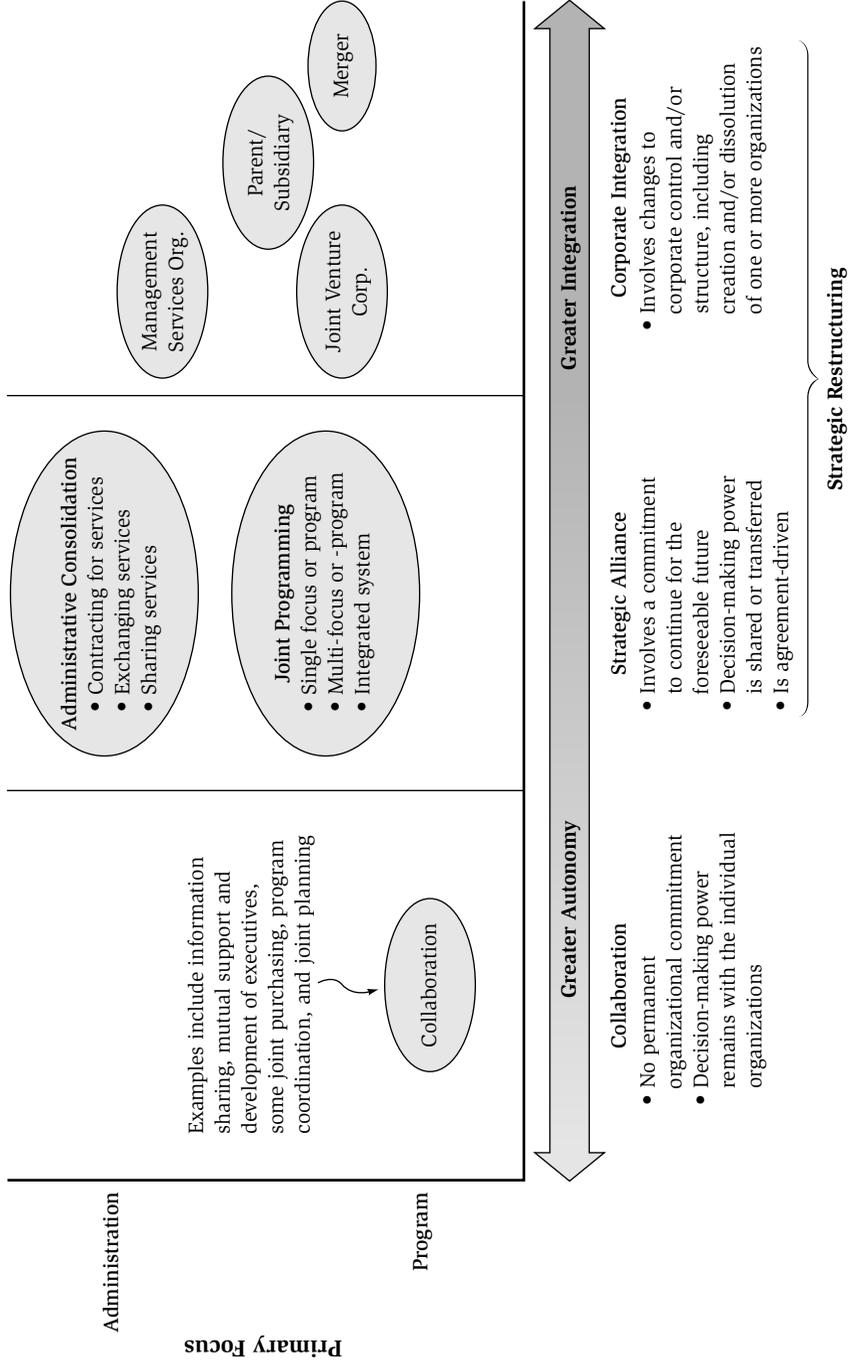 Primary Focus
Administration
Program
Examples include information
sharing, mutual support and
development of executives,
some joint purchasing, program
coordination, and joint planning
Collaboration
Administrative Consolidation
• Contracting for services
• Exchanging services
• Sharing services
Joint Programming
• Single focus or program
• Multi-focus or -program
• Integrated system
Management
Services Org.
Parent/
Subsidiary
Joint Venture
Corp.
Merger
Greater Autonomy
Greater Integration
Collaboration
• No permanent
organizational commitment
• Decision-making power
remains with the individual
organizations
Strategic Alliance
• Involves a commitment
to continue for the
foreseeable future
• Decision-making power
is shared or transferred
• Is agreement-driven
Corporate Integration
• Involves changes to
corporate control and/or
structure, including
creation and/or dissolution
of one or more organizations
Strategic Restructuring